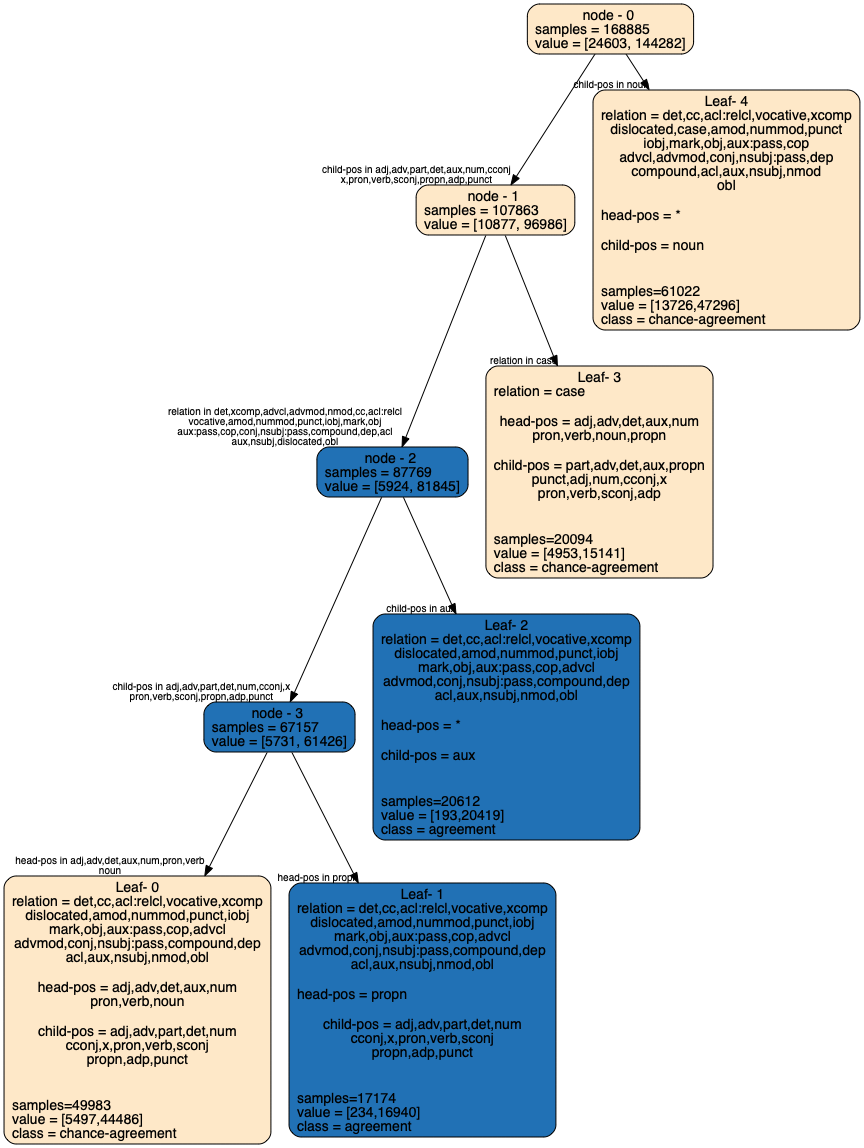 node - 0
samples = 168885
value = [24603, 144282]
child-pos in noun
Leaf- 4
relation = det,cc,acl:relcl,vocative,xcomp
dislocated,case,amod,nummod,punct
iobj,mark,obj,aux:pass,cop
advcl,advmod,conj,nsubj:pass,dep
compound,acl,aux,nsubj,nmod
obl
head-pos = *
child-pos = noun
samples=61022
value = [13726,47296]
class = chance-agreement
child-pos in adj,adv,part,det,aux,num,cconj
x,pron,verb,sconj,propn,adp,punct
node - 1
samples = 107863
value = [10877, 96986]
relation in case
Leaf- 3
relation = case
head-pos = adj,adv,det,aux,num
pron,verb,noun,propn
child-pos = part,adv,det,aux,propn
punct,adj,num,cconj,x
pron,verb,sconj,adp
samples=20094
value = [4953,15141]
class = chance-agreement
relation in det,xcomp,advcl,advmod,nmod,cc,acl:relcl
vocative,amod,nummod,punct,iobj,mark,obj
aux:pass,cop,conj,nsubj:pass,compound,dep,acl
aux,nsubj,dislocated,obl
node - 2
samples = 87769
value = [5924, 81845]
child-pos in aux
Leaf- 2
relation = det,cc,acl:relcl,vocative,xcomp
dislocated,amod,nummod,punct,iobj
mark,obj,aux:pass,cop,advcl
advmod,conj,nsubj:pass,compound,dep
acl,aux,nsubj,nmod,obl
head-pos = *
child-pos = aux
samples=20612
value = [193,20419]
class = agreement
child-pos in adj,adv,part,det,num,cconj,x
pron,verb,sconj,propn,adp,punct
node - 3
samples = 67157
value = [5731, 61426]
head-pos in adj,adv,det,aux,num,pron,verb
noun
Leaf- 0
relation = det,cc,acl:relcl,vocative,xcomp
dislocated,amod,nummod,punct,iobj
mark,obj,aux:pass,cop,advcl
advmod,conj,nsubj:pass,compound,dep
acl,aux,nsubj,nmod,obl
head-pos = adj,adv,det,aux,num
pron,verb,noun
child-pos = adj,adv,part,det,num
cconj,x,pron,verb,sconj
propn,adp,punct
samples=49983
value = [5497,44486]
class = chance-agreement
head-pos in propn
Leaf- 1
relation = det,cc,acl:relcl,vocative,xcomp
dislocated,amod,nummod,punct,iobj
mark,obj,aux:pass,cop,advcl
advmod,conj,nsubj:pass,compound,dep
acl,aux,nsubj,nmod,obl
head-pos = propn
child-pos = adj,adv,part,det,num
cconj,x,pron,verb,sconj
propn,adp,punct
samples=17174
value = [234,16940]
class = agreement